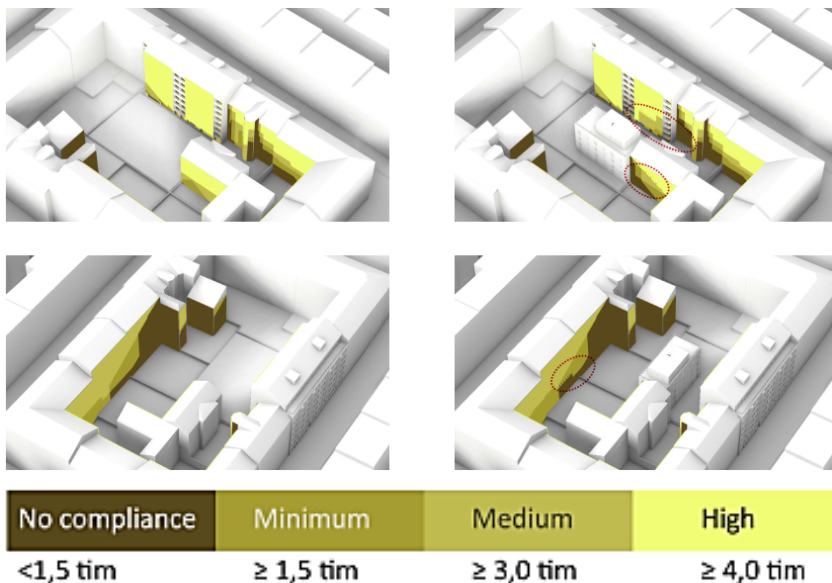 No compliance Minimum Medium High
<1,5 tim ≥ 1,5 tim ≥ 3,0 tim ≥ 4,0 tim